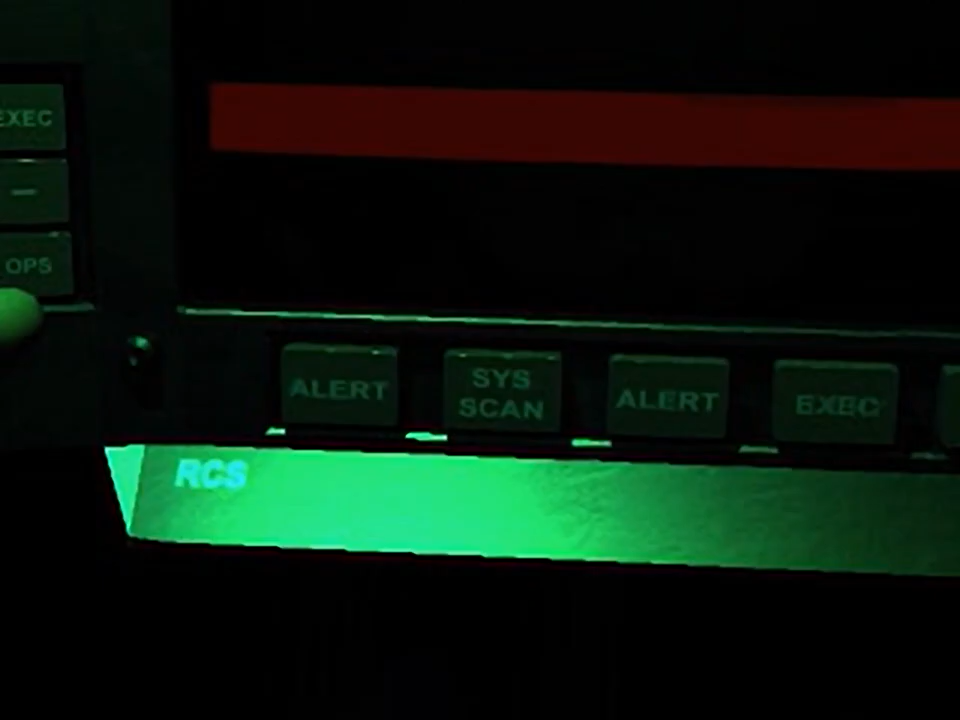 EXEC
—
OPS
ALERT
SYS
SCAN
ALERT
EXEC
RCS